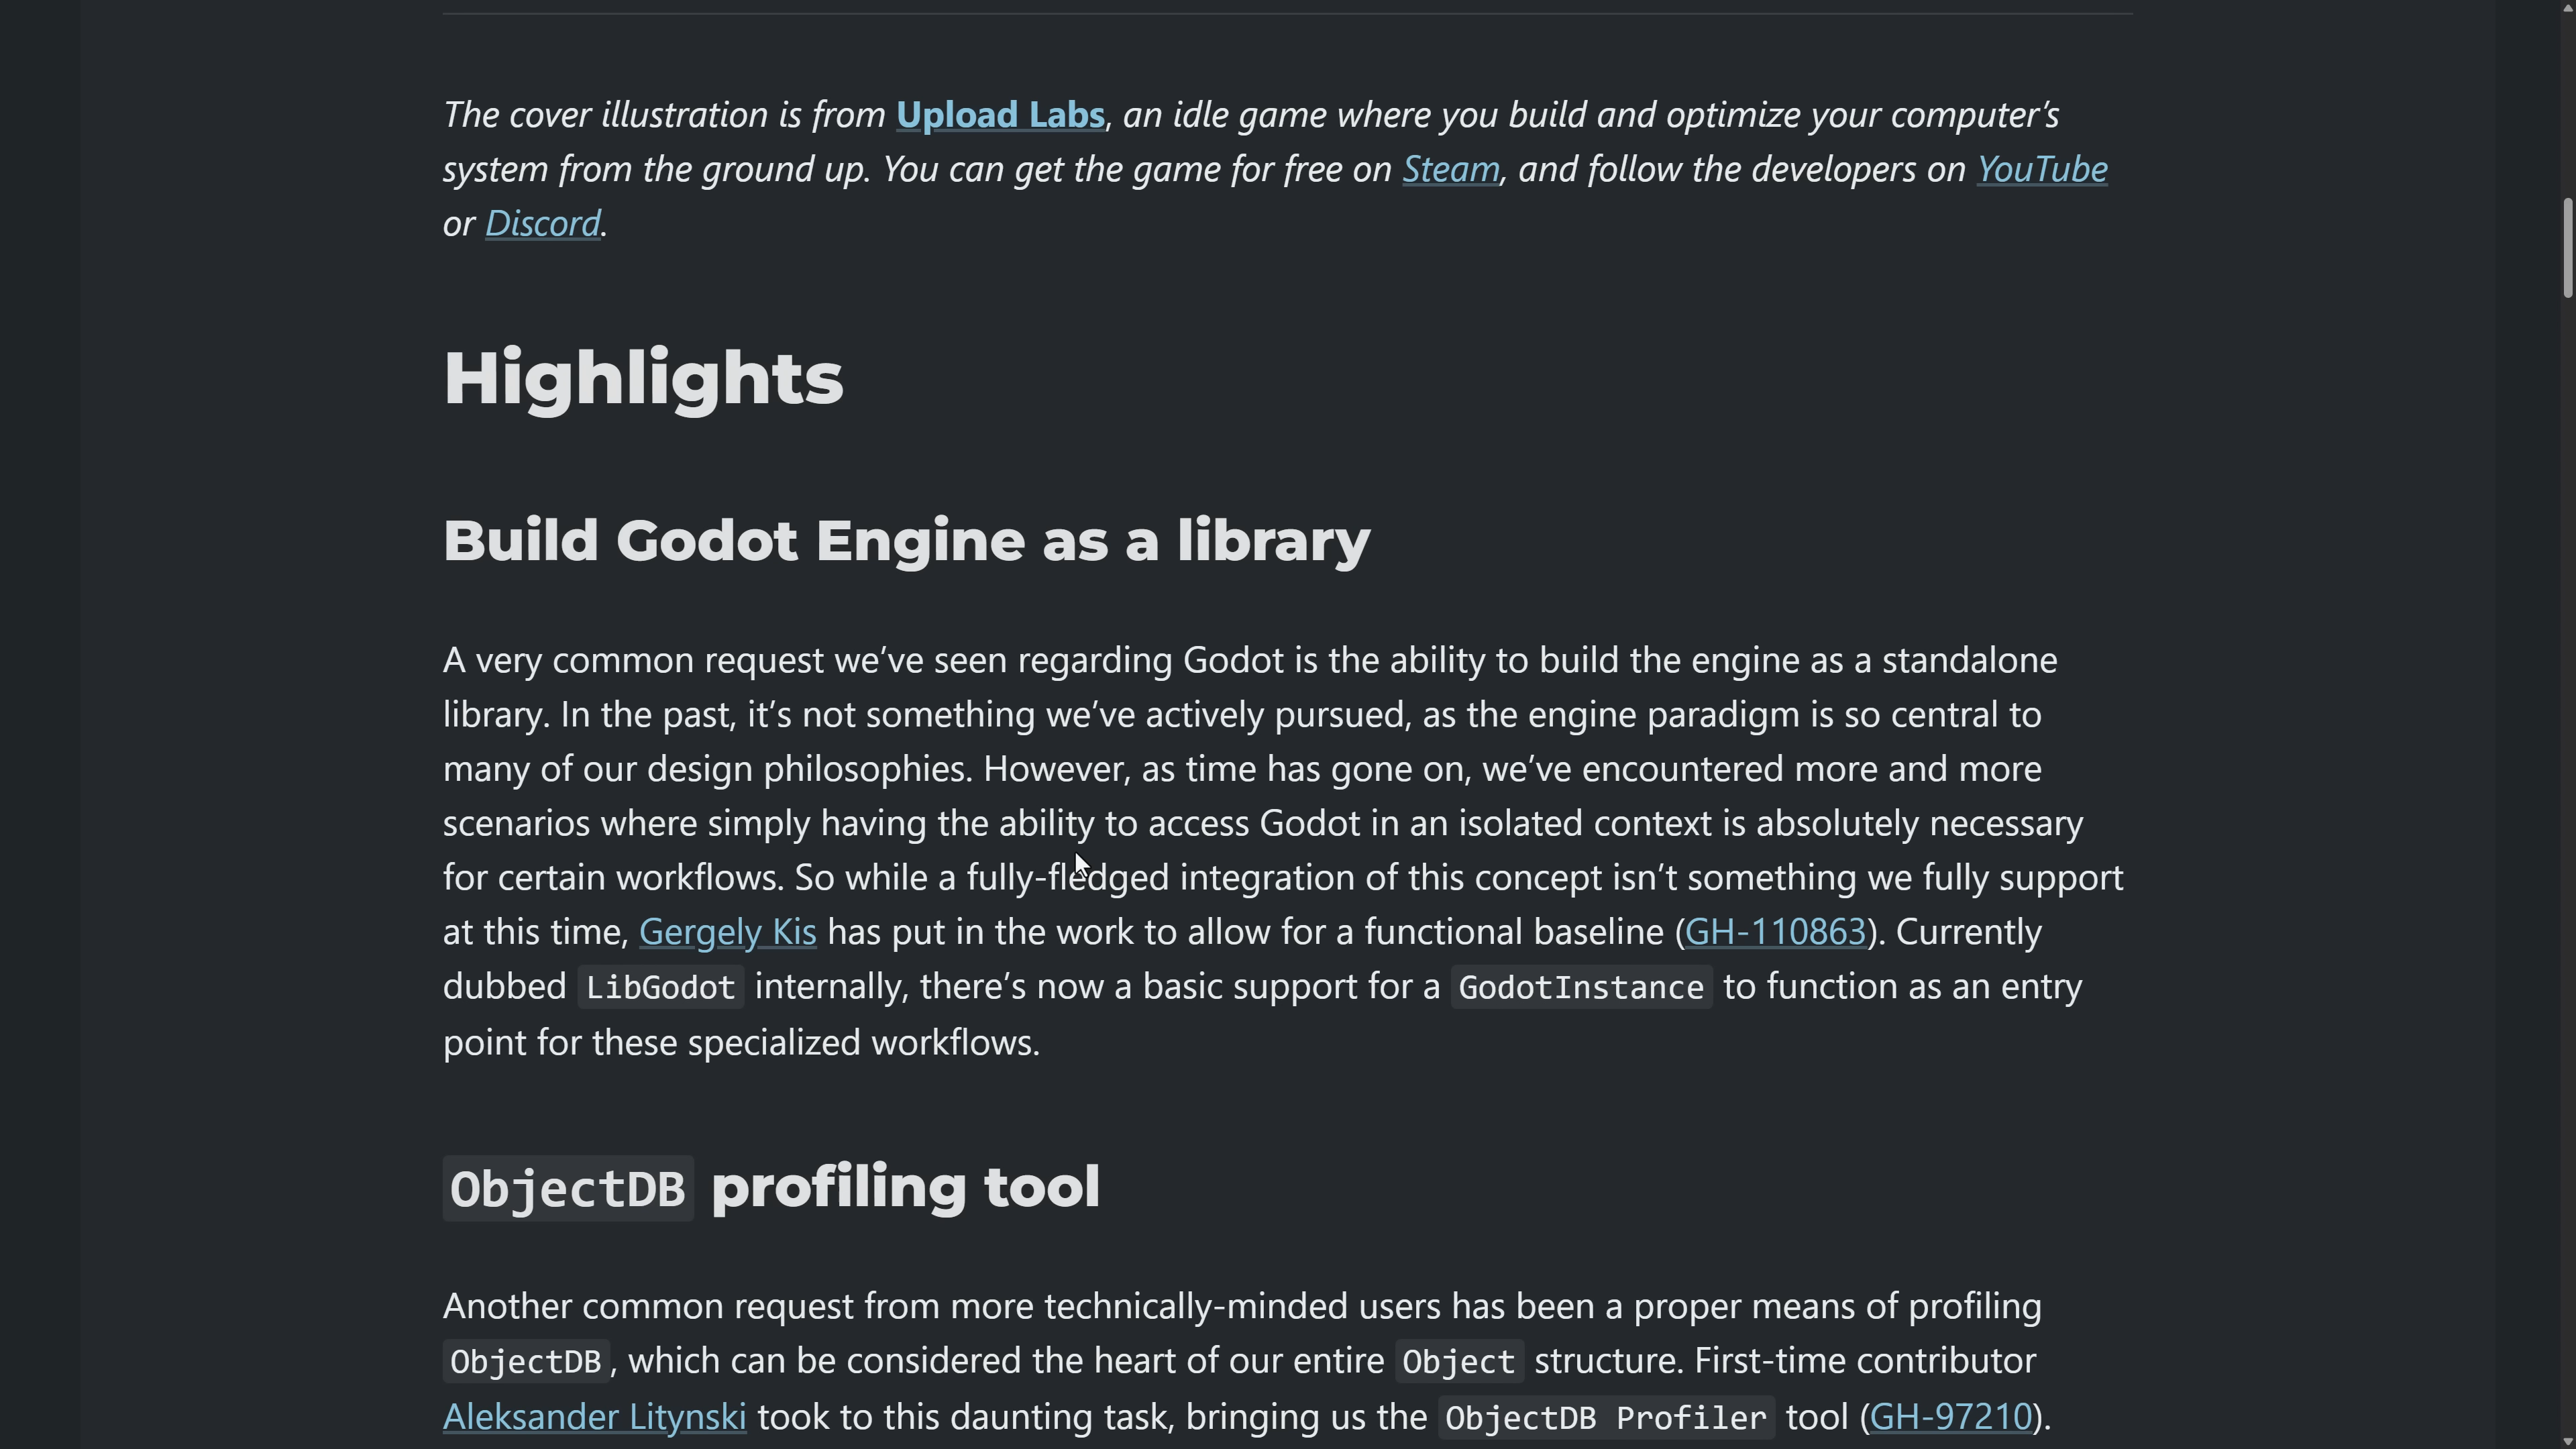 The cover illustration is from Upload Labs, an idle game where you build and optimize your computer’s
system from the ground up. You can get the game for free on Steam, and follow the developers on YouTube
or Discord.
Highlights
Build Godot Engine as a library
A very common request we’ve seen regarding Godot is the ability to build the engine as a standalone
library. In the past, it’s not something we’ve actively pursued, as the engine paradigm is so central to
many of our design philosophies. However, as time has gone on, we’ve encountered more and more
scenarios where simply having the ability to access Godot in an isolated context is absolutely necessary
for certain workflows. So while a fully-fledged integration of this concept isn’t something we fully support
at this time, Gergely Kis has put in the work to allow for a functional baseline (GH-110863). Currently
dubbed LibGodot internally, there’s now a basic support for a GodotInstance to function as an entry
point for these specialized workflows.
ObjectDB profiling tool
Another common request from more technically-minded users has been a proper means of profiling
ObjectDB, which can be considered the heart of our entire Object structure. First-time contributor
Aleksander Litynski took to this daunting task, bringing us the ObjectDB Profiler tool (GH-97210).